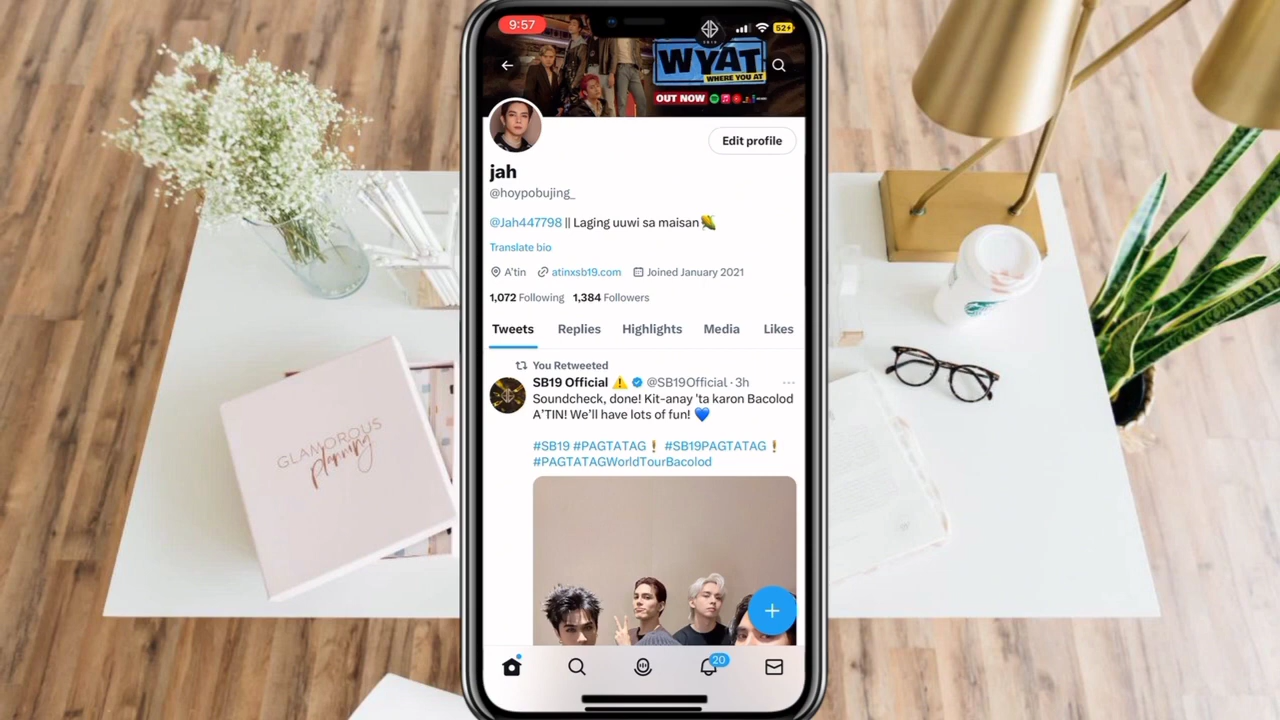 9:57
52
WYAT
WHERE YOU AT
OUT NOW
Edit profile
jah
@hoypobujing_
@Jah447798 || Laging uuwi sa maisan🌽
Translate bio
A'tin atinxsb19.com Joined January 2021
1,072 Following 1,384 Followers
Tweets Replies Highlights Media Likes
You Retweeted
SB19 Official ⚠️ @SB19Official · 3h
Soundcheck, done! Kit-anay 'ta karon Bacolod
A'TIN! We'll have lots of fun! 💙
#SB19 #PAGTATAG #SB19PAGTATAG
#PAGTATAGWorldTourBacolod
20
GLAMOROUS
planning